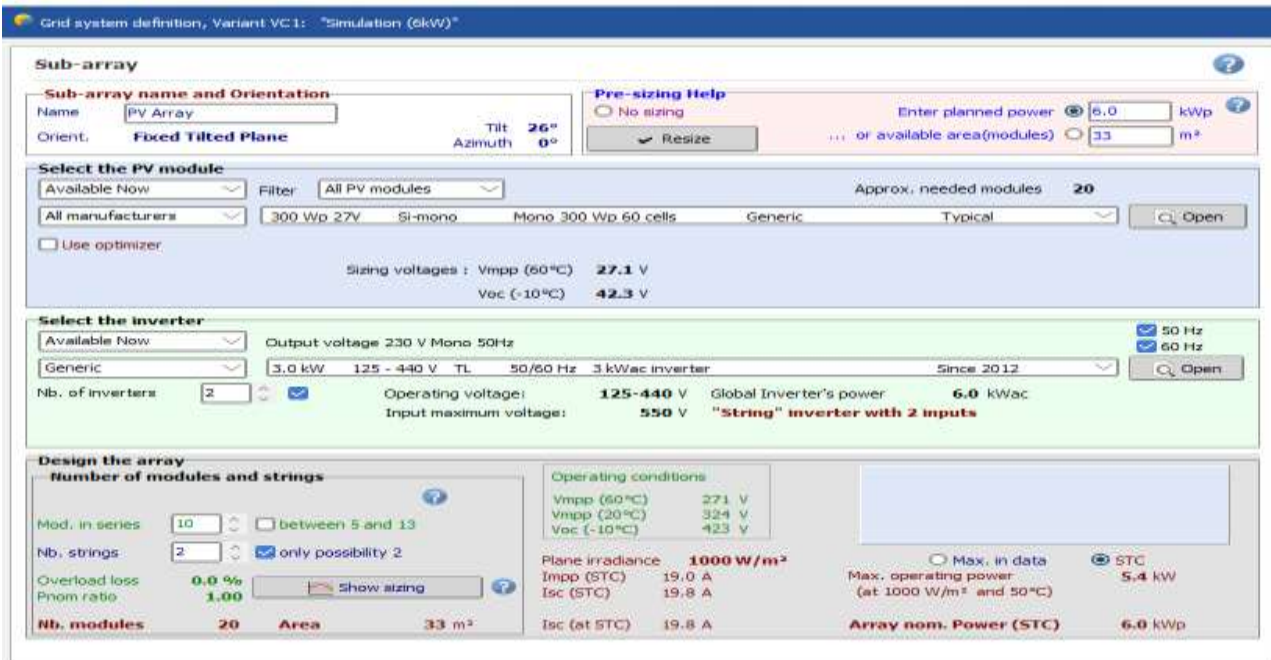 Grid system definition, Variant VC1: "Simulation (6kW)"
Sub-array
Sub-array name and Orientation
Name PV Array
Orient. Fixed Tilted Plane
Tilt 26°
Azimuth 0°
Pre-sizing Help
No sizing
Enter planned power 6.0 kWp
Resize
... or available area(modules) 33 m²
Select the PV module
Available Now Filter All PV modules Approx. needed modules 20
All manufacturers 300 Wp 27V Si-mono Mono 300 Wp 60 cells Generic Typical Open
Use optimizer
Sizing voltages : Vmpp (60°C) 27.1 V
Voc (-10°C) 42.3 V
Select the inverter
Available Now Output voltage 230 V Mono 50Hz
50 Hz
60 Hz
Generic 3.0 kW 125 - 440 V TL 50/60 Hz 3 kWac inverter Since 2012 Open
Nb. of inverters 2 Operating voltage: 125-440 V Global Inverter's power 6.0 kWac
Input maximum voltage: 550 V "String" inverter with 2 inputs
Design the array
Number of modules and strings
Mod. in series 10 between 5 and 13
Nb. strings 2 only possibility 2
Overload loss 0.0 %
Pnom ratio 1.00
Show sizing
Nb. modules 20 Area 33 m²
Operating conditions
Vmpp (60°C) 271 V
Vmpp (20°C) 324 V
Voc (-10°C) 423 V
Plane irradiance 1000 W/m²
Impp (STC) 19.0 A
Isc (STC) 19.8 A
Isc (at STC) 19.8 A
Max. in data STC
Max. operating power 5.4 kW
(at 1000 W/m² and 50°C)
Array nom. Power (STC) 6.0 kWp